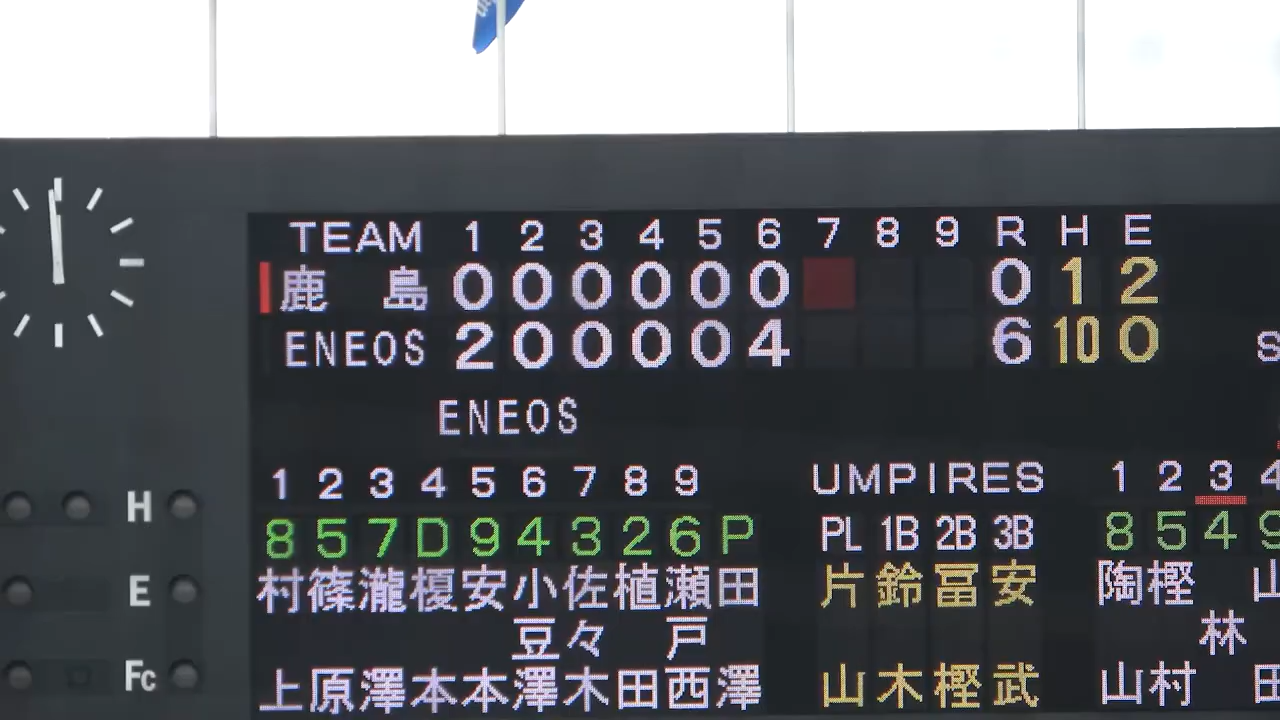 TEAM 1 2 3 4 5 6 7 8 9 R H E
鹿島 0 0 0 0 0 0 0 1 2
ENEOS 2 0 0 0 0 4 6 10 0
ENEOS
1 2 3 4 5 6 7 8 9 UMPIRES 1 2 3 4
H 8 5 7 D 9 4 3 2 6 P PL 1B 2B 3B 8 5 4 9
E 村 篠 瀧 榎 安 小 佐 植 瀬 田 片 鈴 冨 安 陶 樫 山
豆 々 戸 林
Fc 上 原 澤 本 本 澤 木 田 西 澤 山 木 樫 武 山 村 田